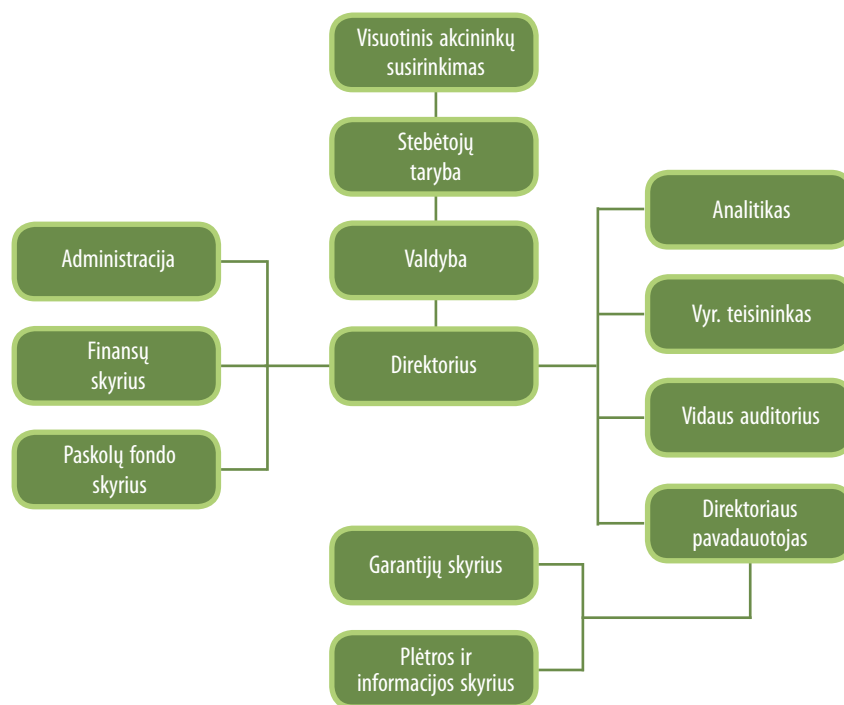 Visuotinis akcininkų
susirinkimas
Stebėtojų
taryba
Valdyba
Direktorius
Administracija
Finansų
skyrius
Paskolų fondo
skyrius
Analitikas
Vyr. teisininkas
Vidaus auditorius
Direktoriaus
pavadauotojas
Garantijų skyrius
Plėtros ir
informacijos skyrius